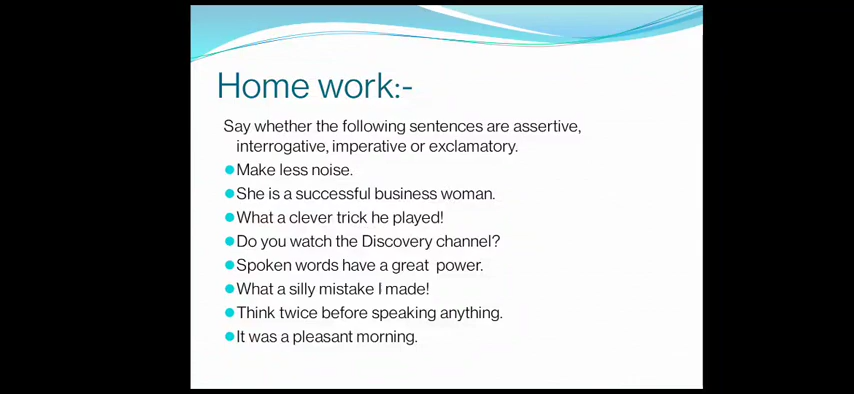 Home work:-
Say whether the following sentences are assertive,
interrogative, imperative or exclamatory.
Make less noise.
She is a successful business woman.
What a clever trick he played!
Do you watch the Discovery channel?
Spoken words have a great  power.
What a silly mistake I made!
Think twice before speaking anything.
It was a pleasant morning.